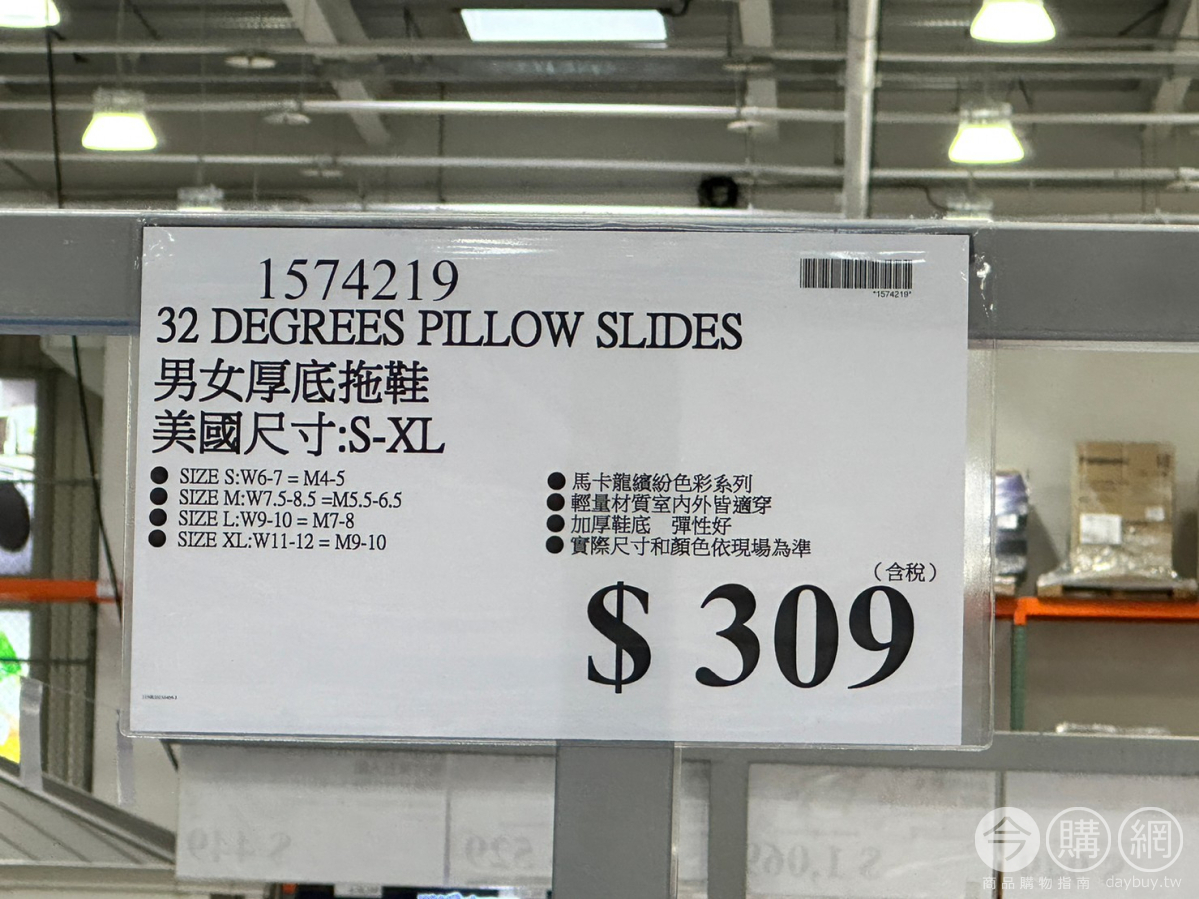 1574219
*1574219*
32 DEGREES PILLOW SLIDES
男女厚底拖鞋
美國尺寸:S-XL
● SIZE S:W6-7 = M4-5
● SIZE M:W7.5-8.5 =M5.5-6.5
● SIZE L:W9-10 = M7-8
● SIZE XL:W11-12 = M9-10
● 馬卡龍繽紛色彩系列
● 輕量材質室內外皆適穿
● 加厚鞋底 彈性好
● 實際尺寸和顏色依現場為準
（含稅）
$ 309
$ 449
529
$ 1,069
今購網
商品購物指南 daybuy.tw